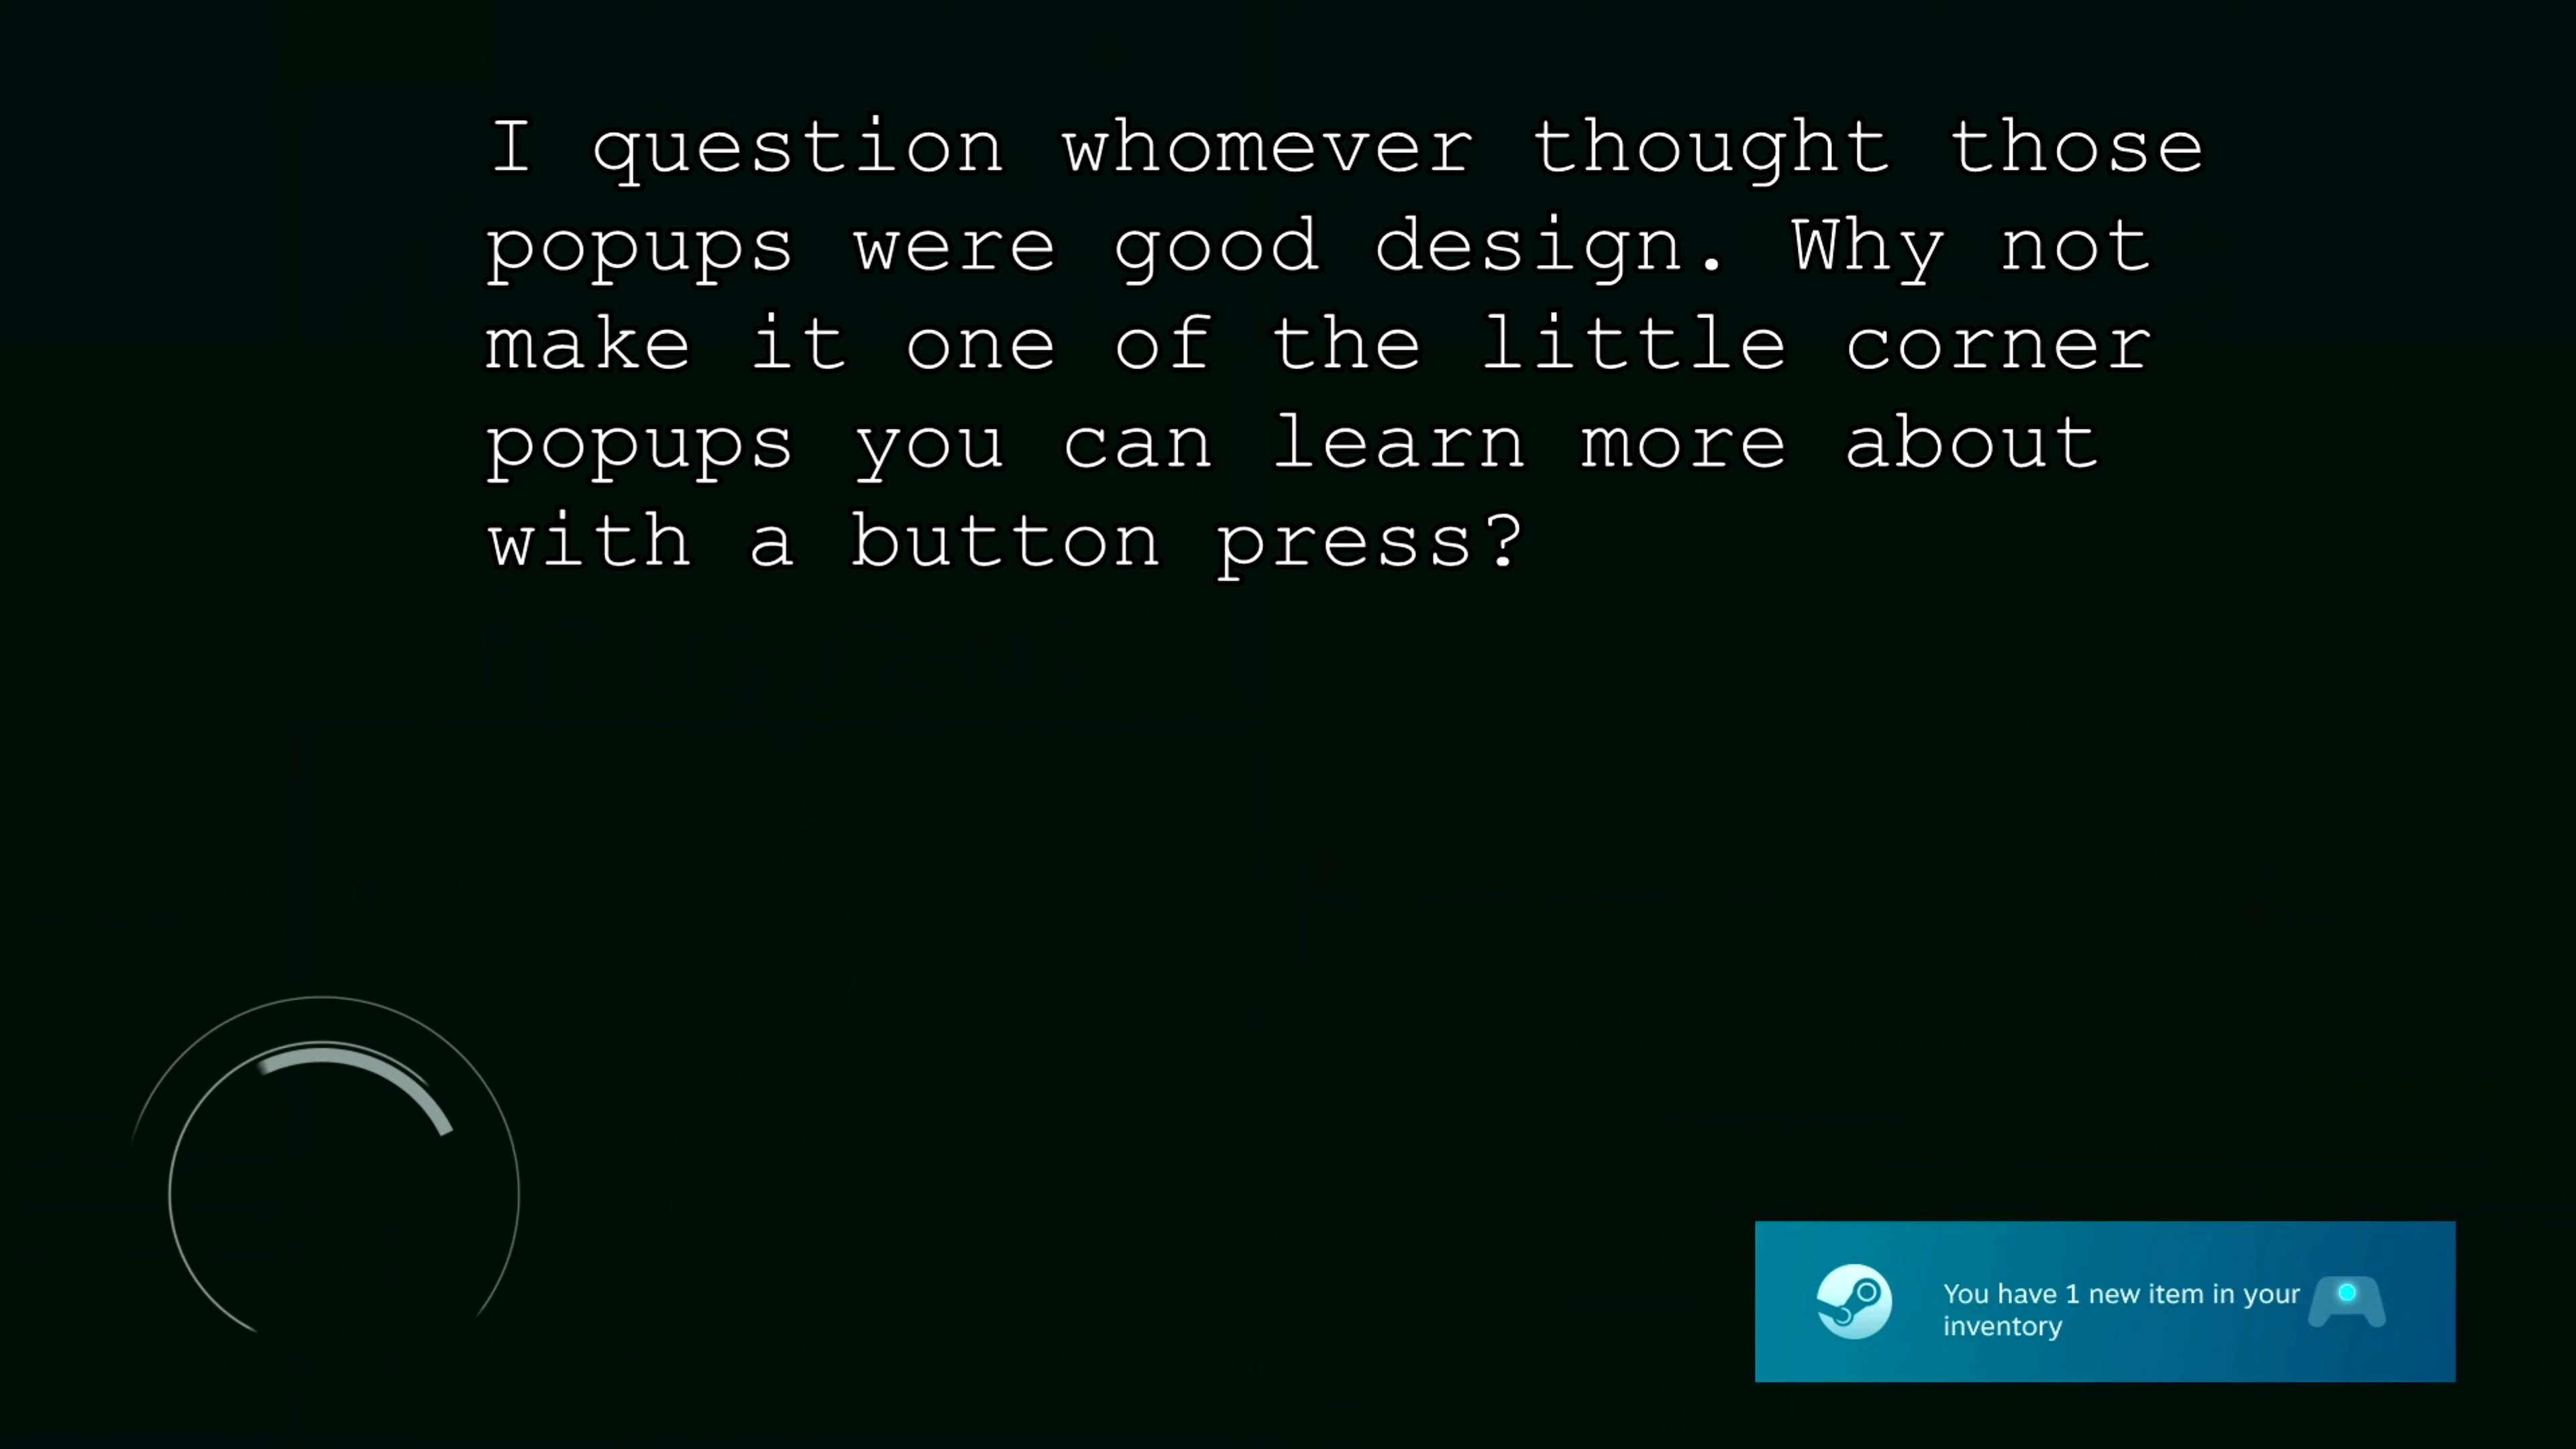 I question whomever thought those
popups were good design. Why not
make it one of the little corner
popups you can learn more about
with a button press?
You have 1 new item in your
inventory